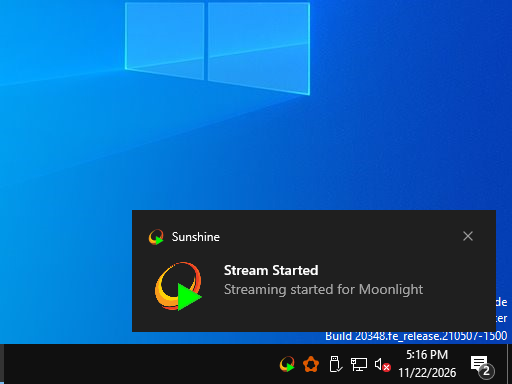 Sunshine
Stream Started
Streaming started for Moonlight
Build 20348.fe_release.210507-1500
5:16 PM
11/22/2026
2